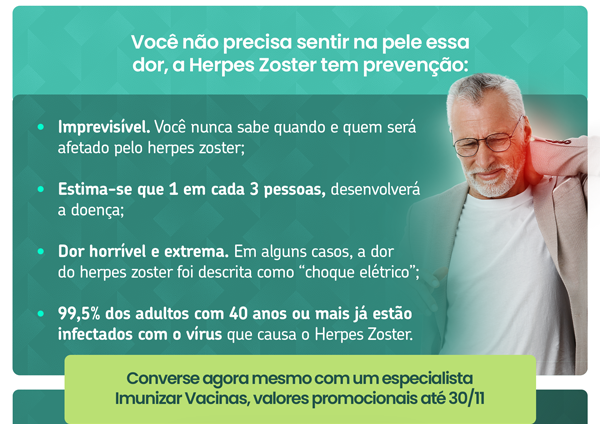 Você não precisa sentir na pele essa
dor, a Herpes Zoster tem prevenção:
• Imprevisível. Você nunca sabe quando e quem será
afetado pelo herpes zoster;
• Estima-se que 1 em cada 3 pessoas, desenvolverá
a doença;
• Dor horrível e extrema. Em alguns casos, a dor
do herpes zoster foi descrita como “choque elétrico”;
• 99,5% dos adultos com 40 anos ou mais já estão
infectados com o vírus que causa o Herpes Zoster.
Converse agora mesmo com um especialista
Imunizar Vacinas, valores promocionais até 30/11